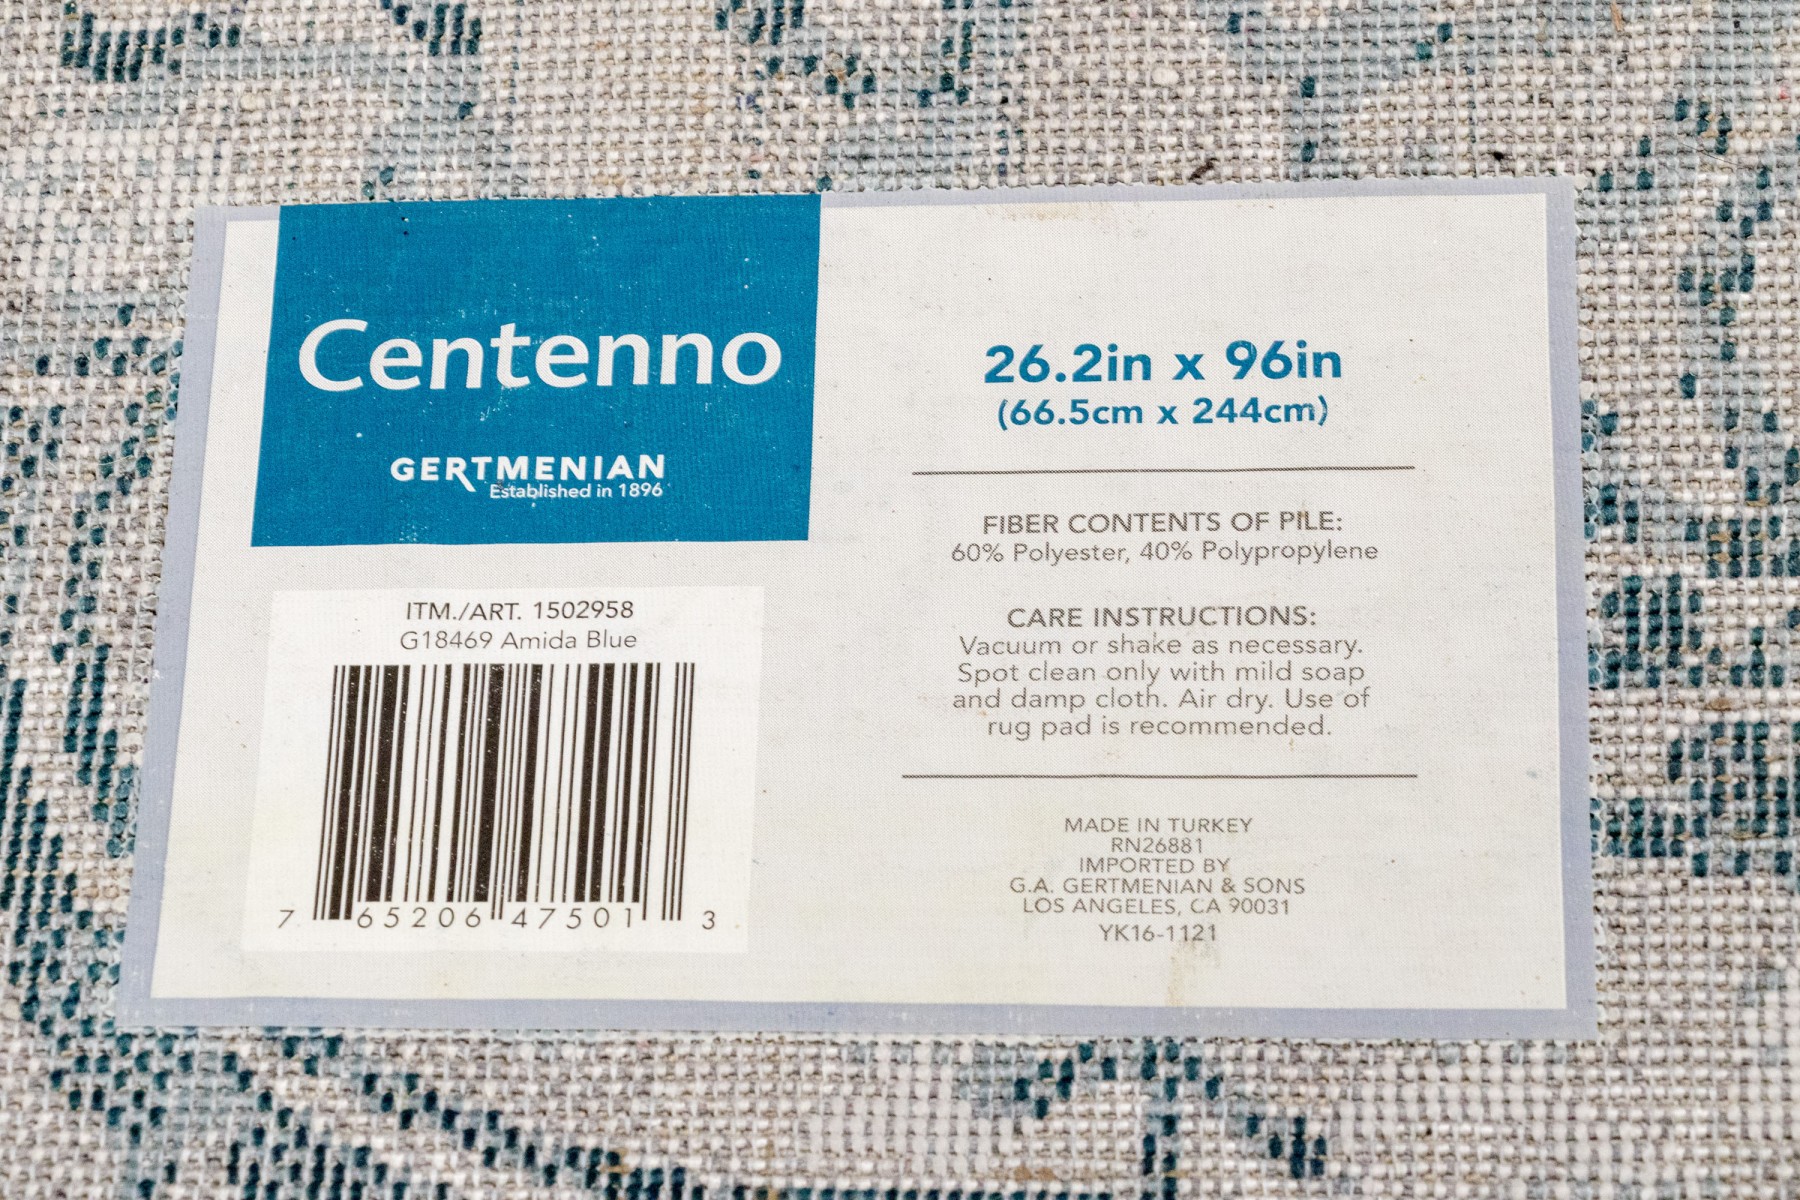 Centenno
GERTMENIAN
Established in 1896
ITM./ART. 1502958
G18469 Amida Blue
7 65206 47501 3
26.2in x 96in
(66.5cm x 244cm)
FIBER CONTENTS OF PILE:
60% Polyester, 40% Polypropylene
CARE INSTRUCTIONS:
Vacuum or shake as necessary.
Spot clean only with mild soap
and damp cloth. Air dry. Use of
rug pad is recommended.
MADE IN TURKEY
RN26881
IMPORTED BY
G.A. GERTMENIAN & SONS
LOS ANGELES, CA 90031
YK16-1121